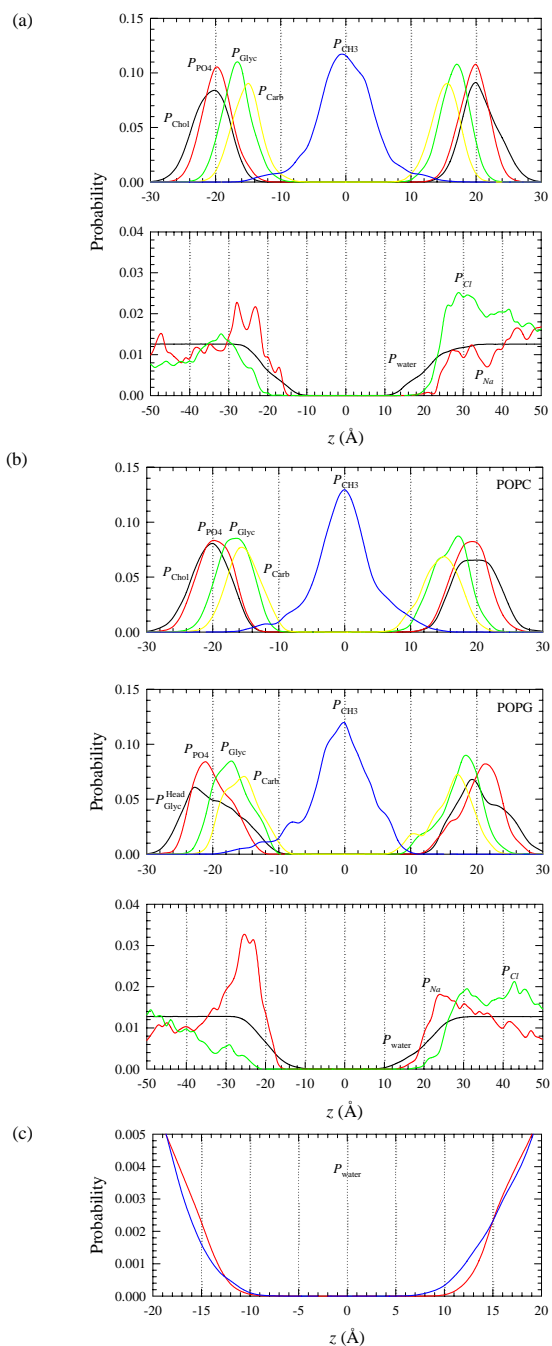 (a)
0.15
P_Glyc
P_CH3
P_PO4
0.10
P_Carb
P_Chol
0.05
0.00
-30 -20 -10 0 10 20 30
Probability
0.04
0.03
P_Cl
0.02
0.01
P_water
P_Na
0.00
-50 -40 -30 -20 -10 0 10 20 30 40 50
z (Å)
(b)
0.15
P_CH3
POPC
0.10
P_PO4 P_Glyc
P_Chol
P_Carb
0.05
0.00
-30 -20 -10 0 10 20 30
0.15
P_CH3
POPG
0.10
P_PO4
P_Glyc
P_Carb
P_Glyc^Head
0.05
0.00
-30 -20 -10 0 10 20 30
Probability
0.04
0.03
0.02
P_Na
P_Cl
0.01
P_water
0.00
-50 -40 -30 -20 -10 0 10 20 30 40 50
z (Å)
(c)
0.005
P_water
0.004
0.003
0.002
0.001
0.000
-20 -15 -10 -5 0 5 10 15 20
Probability
z (Å)